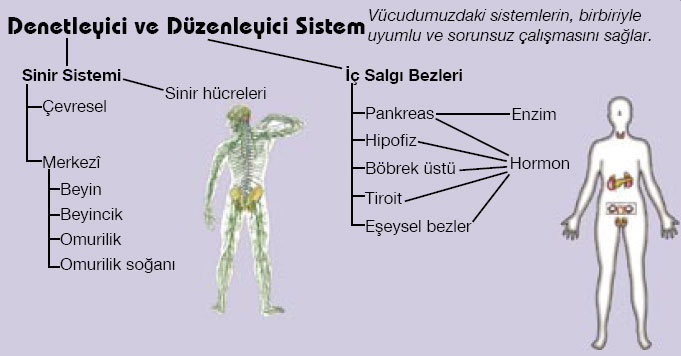 Denetleyici ve Düzenleyici Sistem
Vücudumuzdaki sistemlerin, birbiriyle
uyumlu ve sorunsuz çalışmasını sağlar.
Sinir Sistemi
Sinir hücreleri
Çevresel
Merkezî
Beyin
Beyincik
Omurilik
Omurilik soğanı
İç Salgı Bezleri
Pankreas
Enzim
Hipofiz
Böbrek üstü
Hormon
Tiroit
Eşeysel bezler